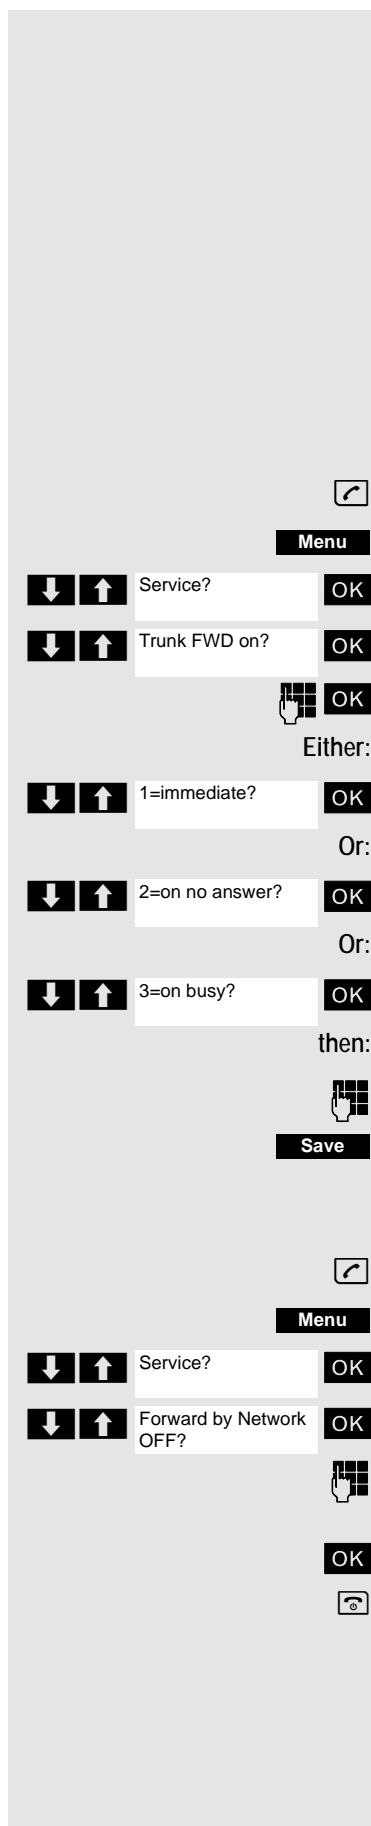 Menu
Service? OK
Trunk FWD on? OK
OK
Either:
1=immediate? OK
Or:
2=on no answer? OK
Or:
3=on busy? OK
then:
Save
Menu
Service? OK
Forward by Network OK
OFF?
OK